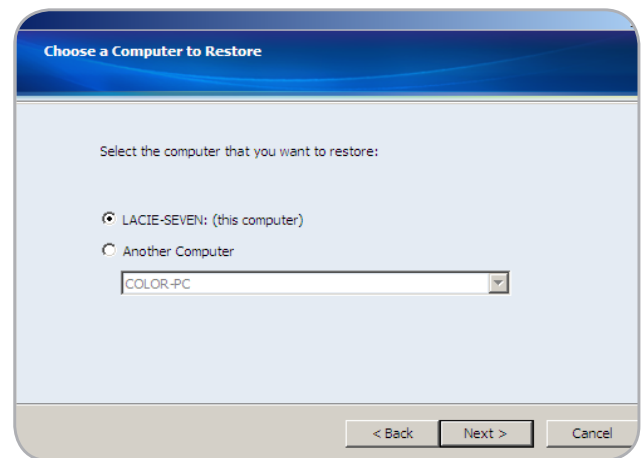 Choose a Computer to Restore
Select the computer that you want to restore:
LACIE-SEVEN: (this computer)
Another Computer
COLOR-PC
< Back Next > Cancel